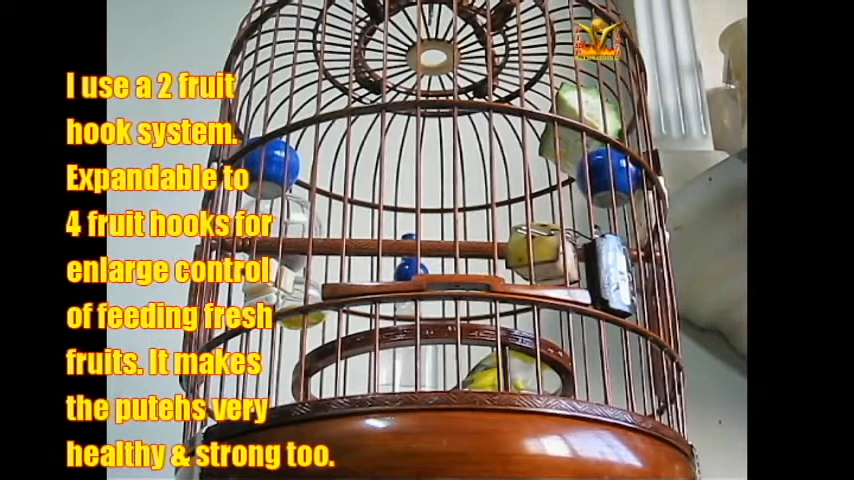 I use a 2 fruit
hook system.
Expandable to
4 fruit hooks for
enlarge control
of feeding fresh
fruits. It makes
the putehs very
healthy & strong too.